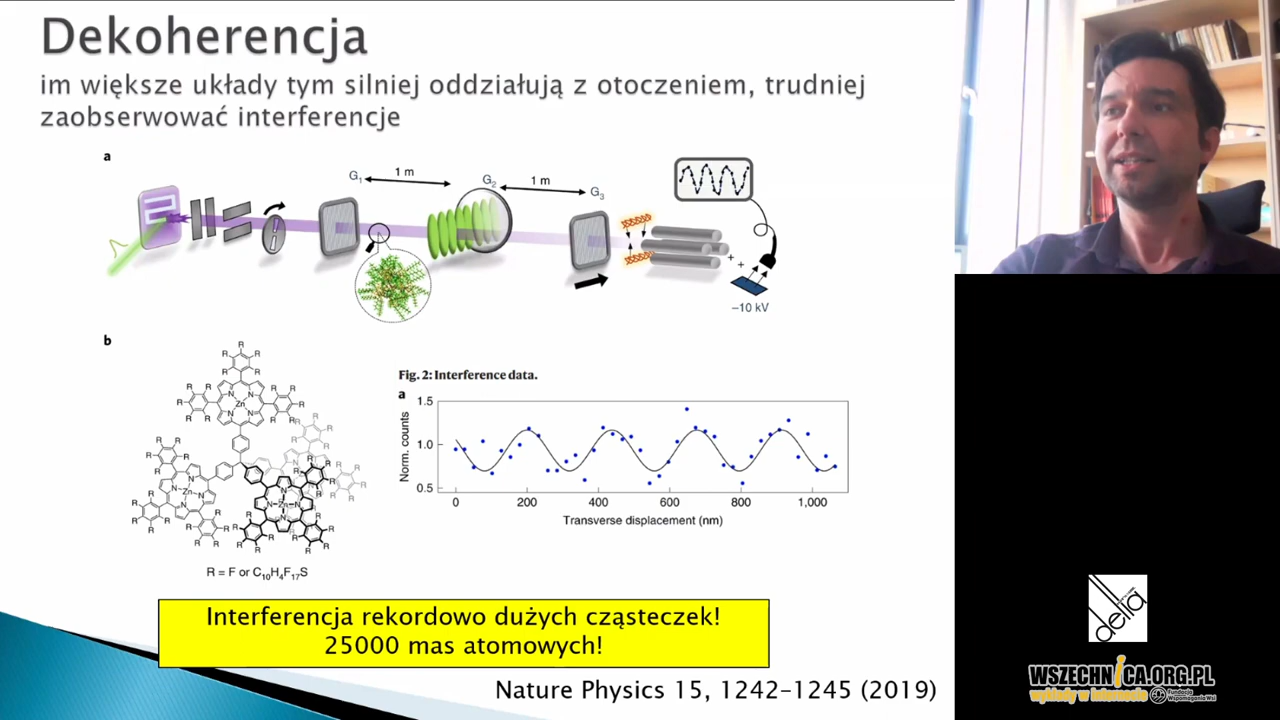 Dekoherencja
im większe układy tym silniej oddziałują z otoczeniem, trudniej
zaobserwować interferencje
a
G1 1 m G2 1 m G3
+ +
–10 kV
b
R = F or C10H4F17S
Fig. 2: Interference data.
a
Norm. counts
1.5
1.0
0.5
0 200 400 600 800 1,000
Transverse displacement (nm)
Interferencja rekordowo dużych cząsteczek!
25000 mas atomowych!
Nature Physics 15, 1242–1245 (2019)
delta
WSZECHNICA.ORG.PL
wykłady w internecie
Fundacja
Wspomagania Wsi